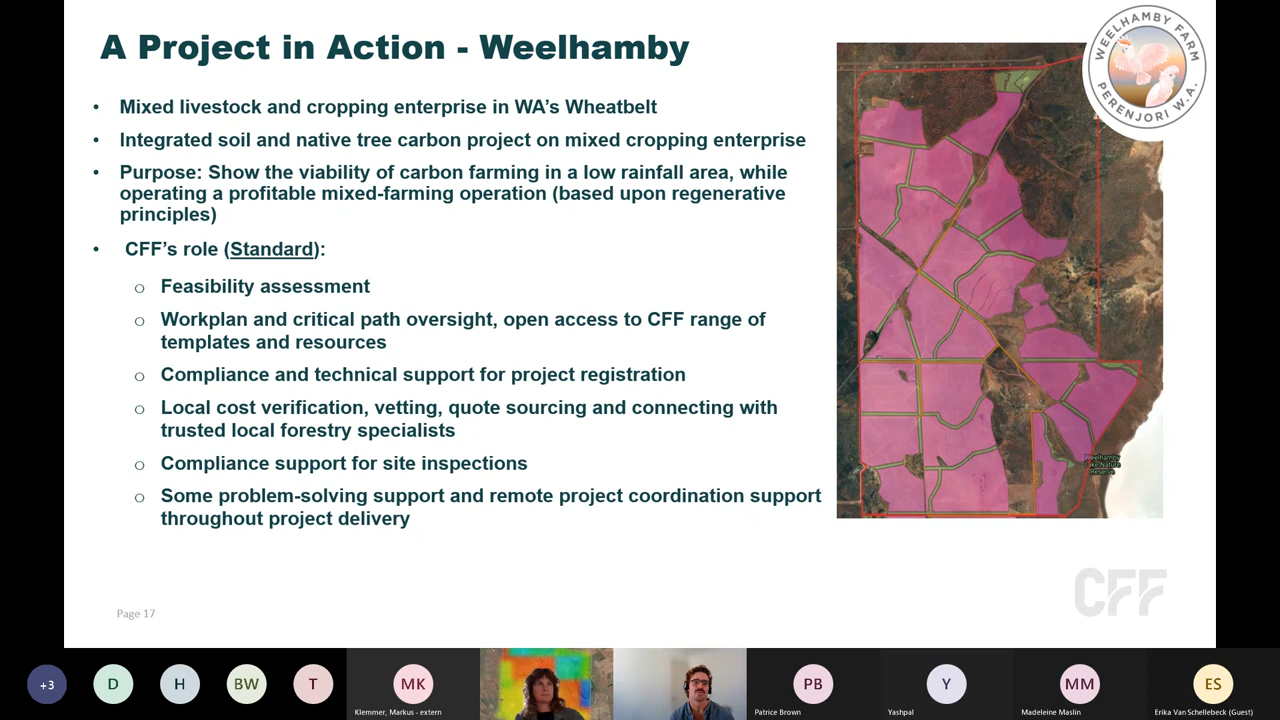 A Project in Action - Weelhamby
WEELHAMBY FARM
PERENJORI W.A.
• Mixed livestock and cropping enterprise in WA's Wheatbelt
• Integrated soil and native tree carbon project on mixed cropping enterprise
• Purpose: Show the viability of carbon farming in a low rainfall area, while
operating a profitable mixed-farming operation (based upon regenerative
principles)
• CFF's role (Standard):
o Feasibility assessment
o Workplan and critical path oversight, open access to CFF range of
templates and resources
o Compliance and technical support for project registration
o Local cost verification, vetting, quote sourcing and connecting with
trusted local forestry specialists
o Compliance support for site inspections
o Some problem-solving support and remote project coordination support
throughout project delivery
Weelhamby
Lake Nature
Reserve
Page 17
CFF
+3
D
H
BW
T
MK
Klemmer, Markus - extern
PB
Patrice Brown
Y
Yashpal
MM
Madeleine Maslin
ES
Erika Van Schellebeck (Guest)